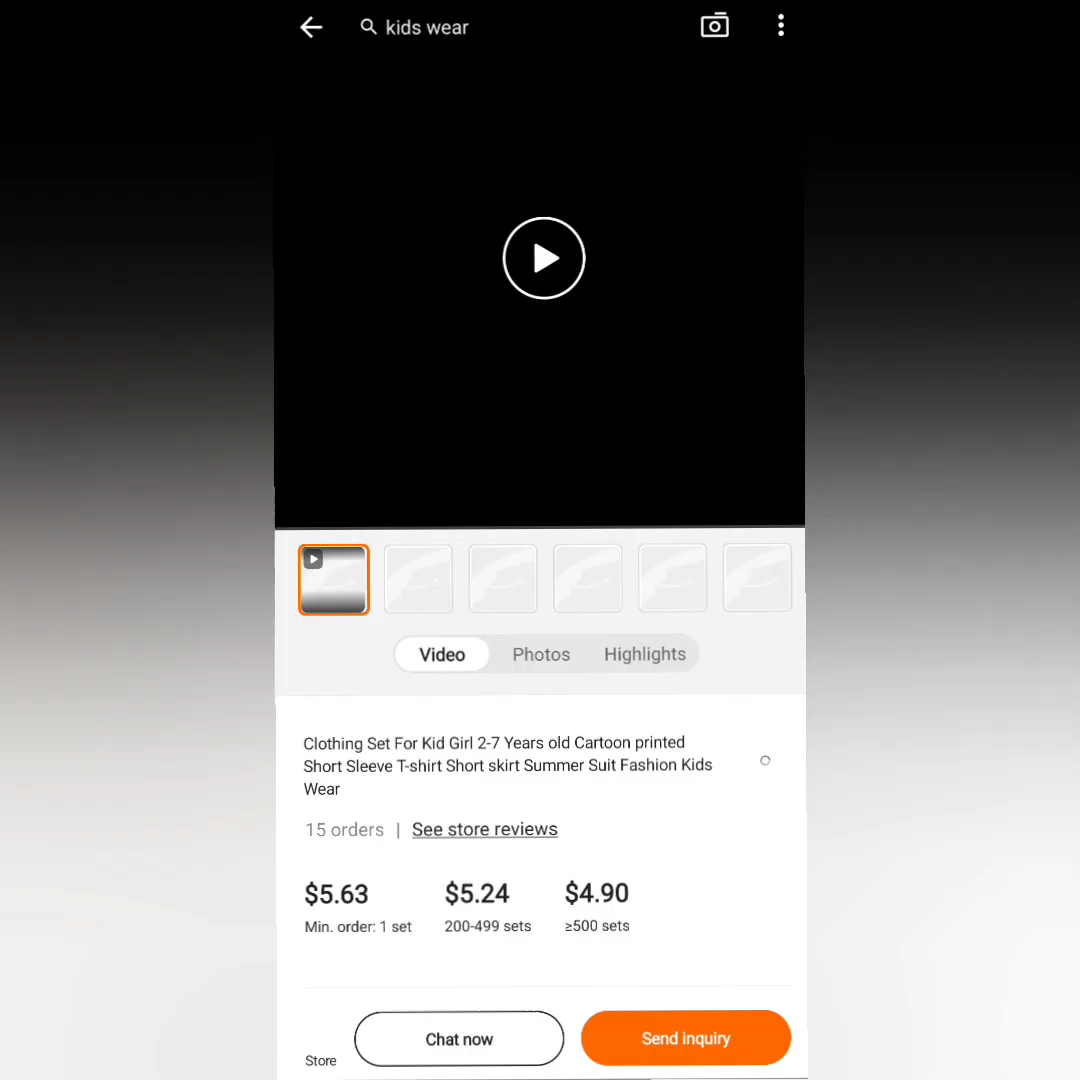 kids wear
Video Photos Highlights
Clothing Set For Kid Girl 2-7 Years old Cartoon printed
Short Sleeve T-shirt Short skirt Summer Suit Fashion Kids
Wear
15 orders | See store reviews
$5.63 $5.24 $4.90
Min. order: 1 set 200-499 sets ≥500 sets
Chat now Send inquiry
Store